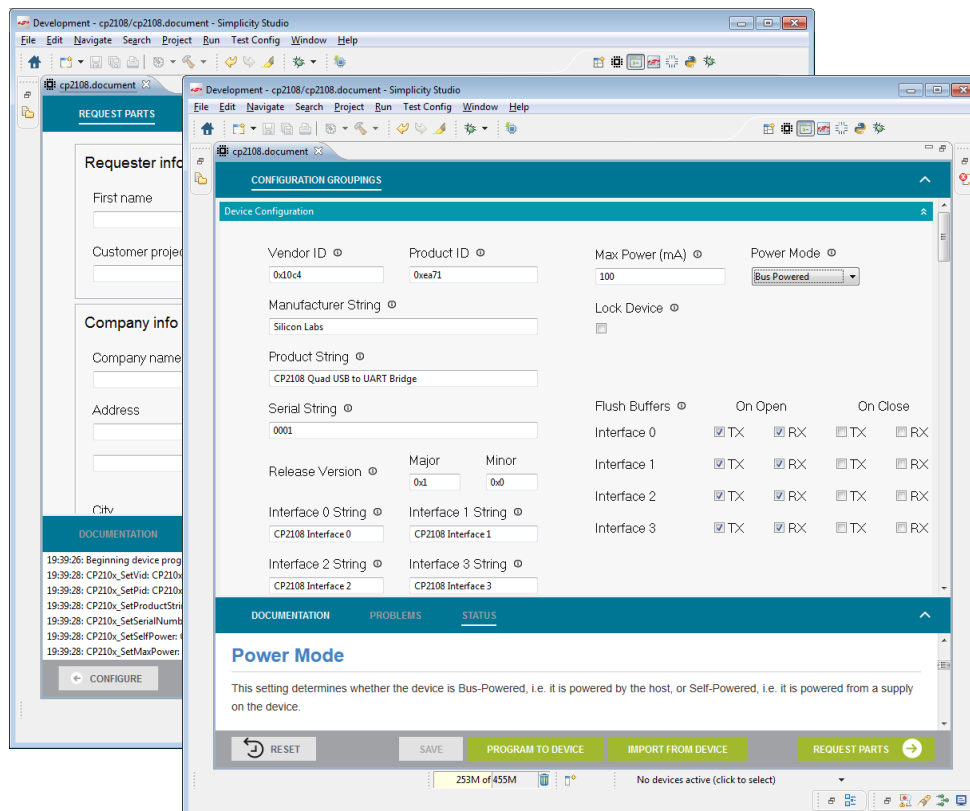 Development - cp2108/cp2108.document - Simplicity Studio
File Edit Navigate Search Project Run Test Config Window Help
cp2108.document
REQUEST PARTS
Requester info
First name
Customer projec
Company info
Company name
Address
City
DOCUMENTATION
19:39:26: Beginning device prog
19:39:28: CP210x_SetVid: CP210x
19:39:28: CP210x_SetPid: CP210x
19:39:28: CP210x_SetProductStri
19:39:28: CP210x_SetSerialNumb
19:39:28: CP210x_SetSelfPower: C
19:39:28: CP210x_SetMaxPower:
CONFIGURE
Development - cp2108/cp2108.document - Simplicity Studio
File Edit Navigate Search Project Run Test Config Window Help
cp2108.document
CONFIGURATION GROUPINGS
Device Configuration
Vendor ID Product ID Max Power (mA) Power Mode
0x10c4 0xea71 100 Bus Powered
Manufacturer String Lock Device
Silicon Labs
Product String
CP2108 Quad USB to UART Bridge
Serial String Flush Buffers On Open On Close
0001 Interface 0 TX RX TX RX
Release Version Major Minor Interface 1 TX RX TX RX
0x1 0x0 Interface 2 TX RX TX RX
Interface 0 String Interface 1 String Interface 3 TX RX TX RX
CP2108 Interface 0 CP2108 Interface 1
Interface 2 String Interface 3 String
CP2108 Interface 2 CP2108 Interface 3
DOCUMENTATION PROBLEMS STATUS
Power Mode
This setting determines whether the device is Bus-Powered, i.e. it is powered by the host, or Self-Powered, i.e. it is powered from a supply
on the device.
RESET SAVE PROGRAM TO DEVICE IMPORT FROM DEVICE REQUEST PARTS
253M of 455M No devices active (click to select)